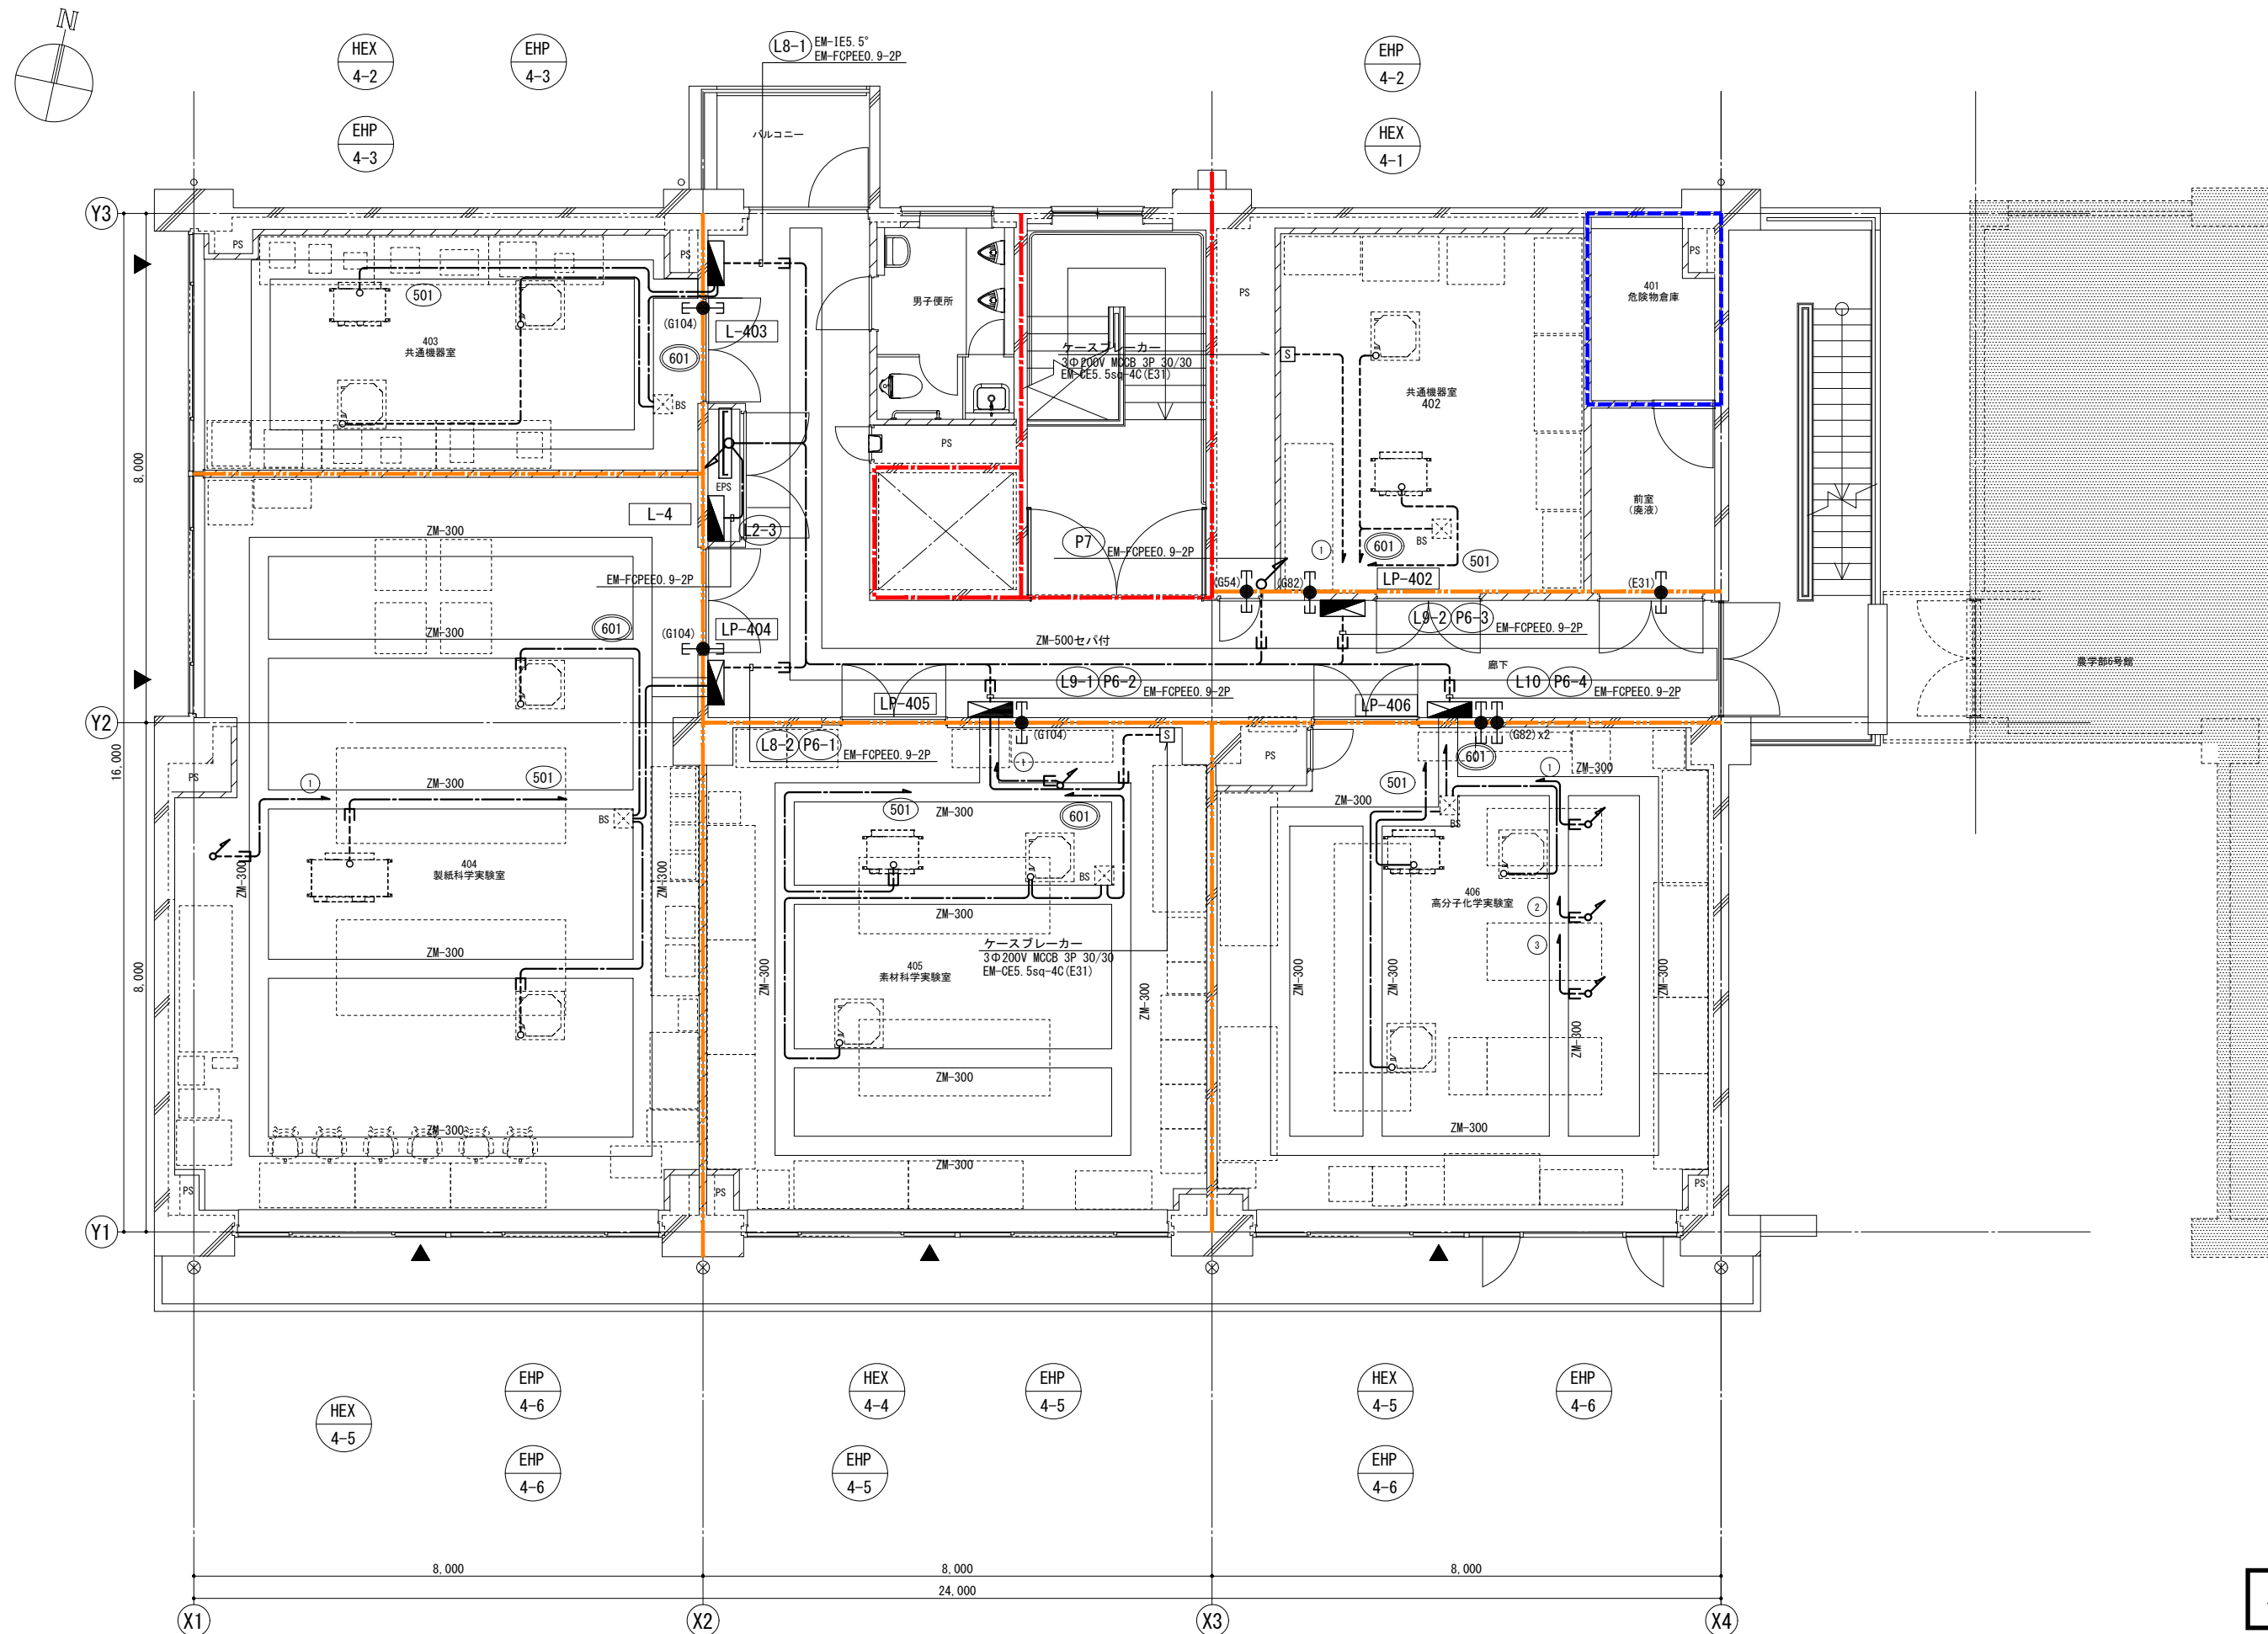 N
HEX
4-2
EHP
4-3
EHP
4-3
L8-1
EM-IE5.5°
EM-FCPEE0.9-2P
EHP
4-2
HEX
4-1
バルコニー
Y3
PS
PS
501
403
共通機器室
(G104)
L-403
601
BS
男子便所
PS
EPS
L-4
L2-3
EM-FCPEE0.9-2P
ケースブレーカー
3Φ200V MCCB 3P 30/30
EM-CE5.5sq-4C(E31)
PS
S
共通機器室
402
401
危険物倉庫
PS
前室
(廃液)
P7
EM-FCPEE0.9-2P
1
601
BS
501
(G54)
(G82)
LP-402
(E31)
L9-2
P6-3
EM-FCPEE0.9-2P
8,000
ZM-300
ZM-300
601
(G104)
LP-404
ZM-500セパ付
廊下
農学部6号館
L9-1
P6-2
EM-FCPEE0.9-2P
L10
P6-4
EM-FCPEE0.9-2P
LP-405
LP-406
Y2
16,000
L8-2
P6-1
EM-FCPEE0.9-2P
(G104)
S
(G82)x2
PS
PS
1
ZM-300
501
BS
404
製紙科学実験室
ZM-300
ZM-300
ZM-300
ZM-300
8,000
PS
1
501
ZM-300
601
BS
ZM-300
ZM-300
405
素材科学実験室
ケースブレーカー
3Φ200V MCCB 3P 30/30
EM-CE5.5sq-4C(E31)
ZM-300
ZM-300
ZM-300
PS
501
601
1
ZM-300
ZM-300
BS
406
高分子化学実験室
2
3
ZM-300
ZM-300
ZM-300
ZM-300
ZM-300
PS
Y1
HEX
4-5
EHP
4-6
EHP
4-6
HEX
4-4
EHP
4-5
EHP
4-5
HEX
4-5
EHP
4-6
EHP
4-6
8,000
8,000
8,000
24,000
X1
X2
X3
X4